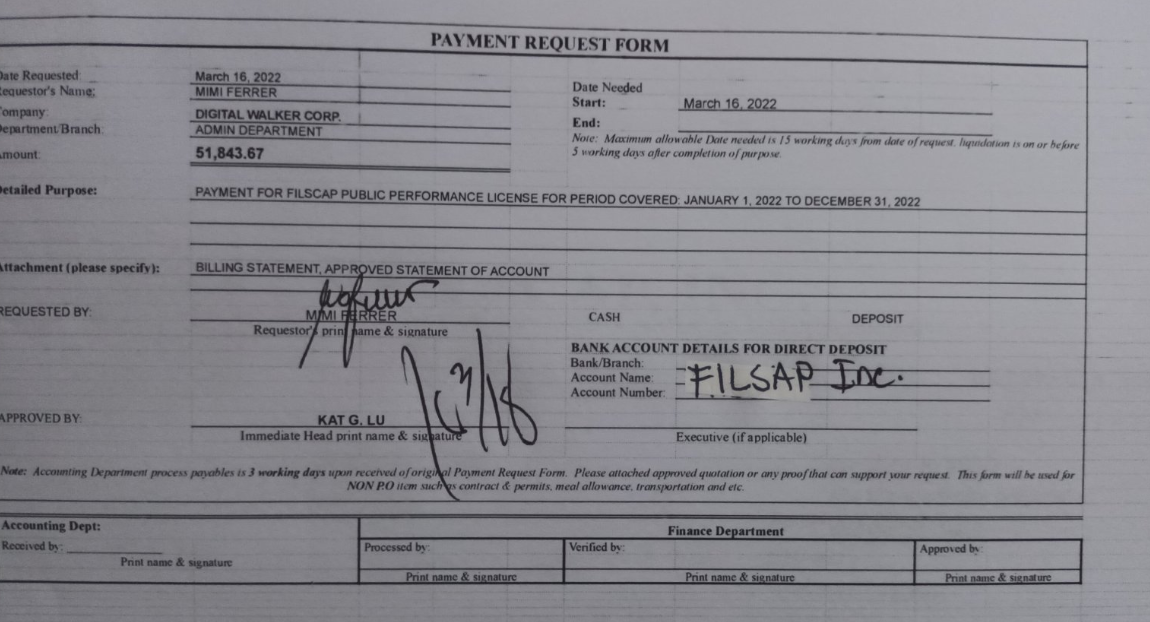 PAYMENT REQUEST FORM
Date Requested: March 16, 2022
Requestor's Name: MIMI FERRER
Company: DIGITAL WALKER CORP.
Department/Branch: ADMIN DEPARTMENT
Amount: 51,843.67
Date Needed
Start: March 16, 2022
End:
Note: Maximum allowable Date needed is 15 working days from date of request, liquidation is on or before
5 working days after completion of purpose.
Detailed Purpose: PAYMENT FOR FILSCAP PUBLIC PERFORMANCE LICENSE FOR PERIOD COVERED: JANUARY 1, 2022 TO DECEMBER 31, 2022
Attachment (please specify): BILLING STATEMENT, APPROVED STATEMENT OF ACCOUNT
REQUESTED BY: MIMI FERRER
Requestor's print name & signature
CASH DEPOSIT
BANK ACCOUNT DETAILS FOR DIRECT DEPOSIT
Bank/Branch:
Account Name: FILSAP Inc.
Account Number:
APPROVED BY: KAT G. LU
3/18
Immediate Head print name & signature
Executive (if applicable)
Note: Accounting Department process payables is 3 working days upon received of original Payment Request Form. Please attached approved quotation or any proof that can support your request. This form will be used for
NON P.O item such as contract & permits, meal allowance, transportation and etc.
Accounting Dept: Finance Department
Received by: Processed by: Verified by: Approved by:
Print name & signature Print name & signature Print name & signature Print name & signature